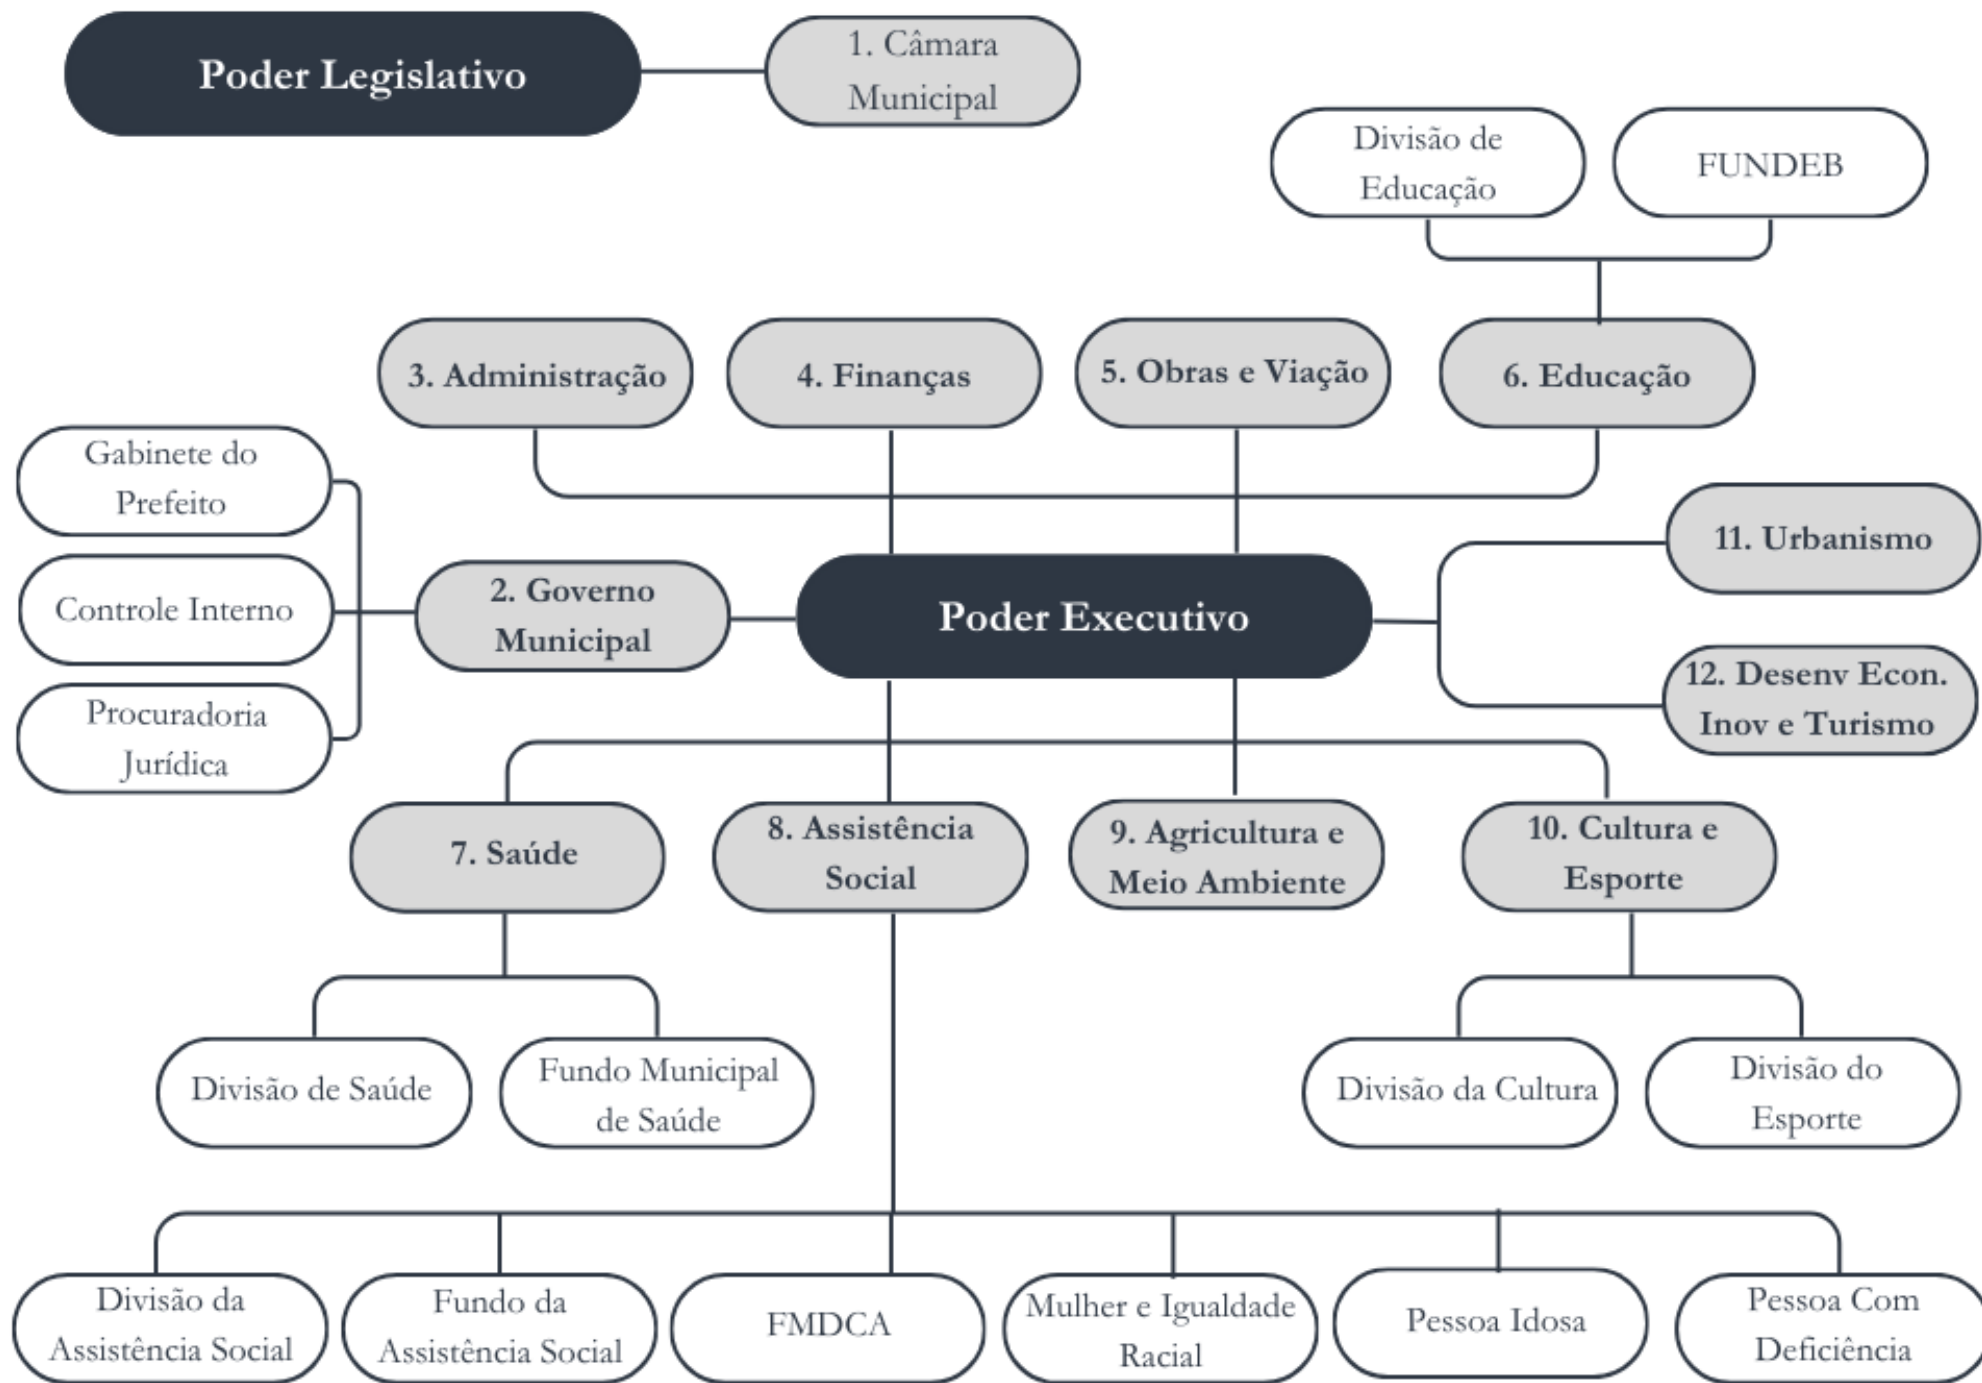 Poder Legislativo
1. Câmara
Municipal
Divisão de
Educação
FUNDEB
3. Administração
4. Finanças
5. Obras e Viação
6. Educação
Gabinete do
Prefeito
Controle Interno
Procuradoria
Jurídica
2. Governo
Municipal
Poder Executivo
11. Urbanismo
12. Desenv Econ.
Inov e Turismo
7. Saúde
8. Assistência
Social
9. Agricultura e
Meio Ambiente
10. Cultura e
Esporte
Divisão de Saúde
Fundo Municipal
de Saúde
Divisão da Cultura
Divisão do
Esporte
Divisão da
Assistência Social
Fundo da
Assistência Social
FMDCA
Mulher e Igualdade
Racial
Pessoa Idosa
Pessoa Com
Deficiência